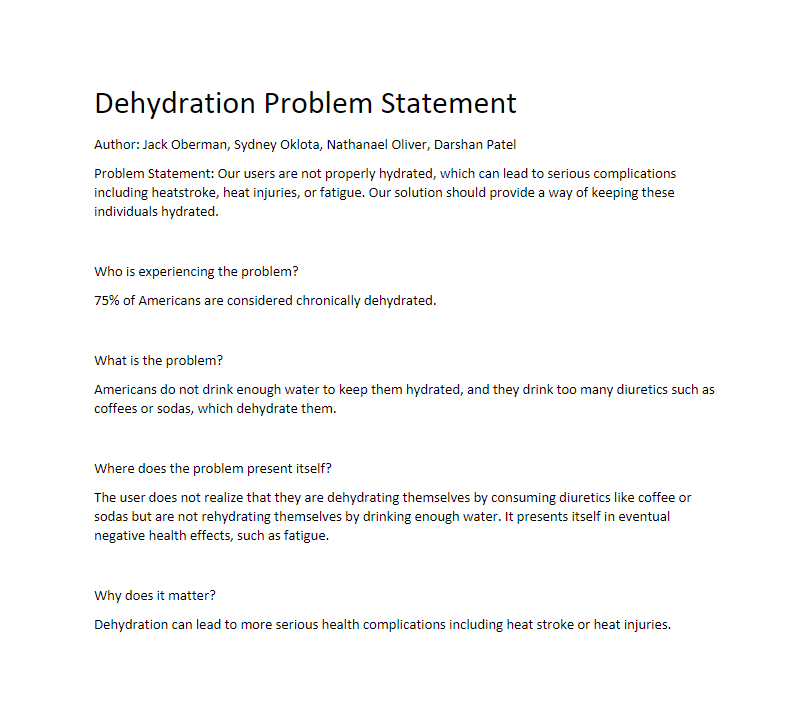 Dehydration Problem Statement
Author: Jack Oberman, Sydney Oklota, Nathanael Oliver, Darshan Patel
Problem Statement: Our users are not properly hydrated, which can lead to serious complications
including heatstroke, heat injuries, or fatigue. Our solution should provide a way of keeping these
individuals hydrated.
Who is experiencing the problem?
75% of Americans are considered chronically dehydrated.
What is the problem?
Americans do not drink enough water to keep them hydrated, and they drink too many diuretics such as
coffees or sodas, which dehydrate them.
Where does the problem present itself?
The user does not realize that they are dehydrating themselves by consuming diuretics like coffee or
sodas but are not rehydrating themselves by drinking enough water. It presents itself in eventual
negative health effects, such as fatigue.
Why does it matter?
Dehydration can lead to more serious health complications including heat stroke or heat injuries.